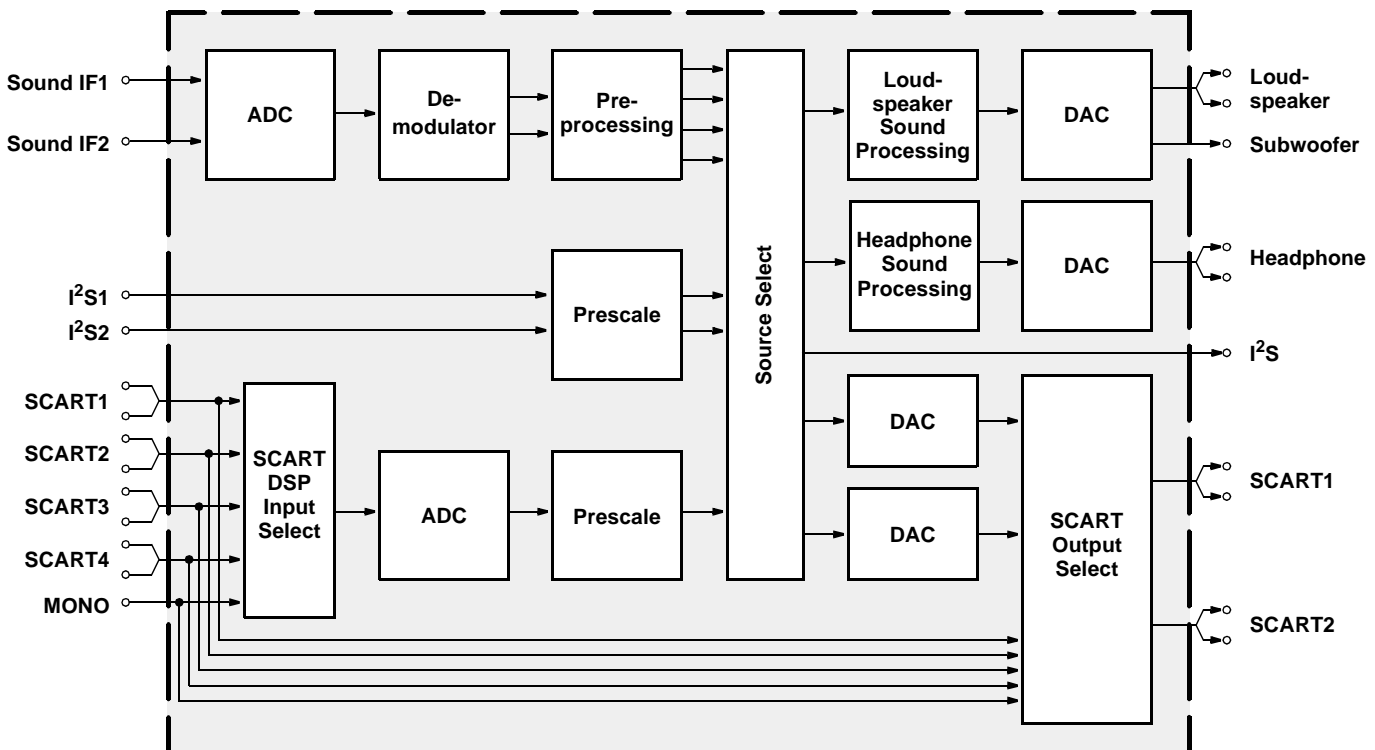 Sound IF1
Sound IF2
ADC
De-
modulator
Pre-
processing
Loud-
speaker
Sound
Processing
DAC
Loud-
speaker
Subwoofer
Headphone
Sound
Processing
DAC
Headphone
I²S1
I²S2
Prescale
Source Select
I²S
SCART1
SCART2
SCART3
SCART4
MONO
SCART
DSP
Input
Select
ADC
Prescale
DAC
DAC
SCART
Output
Select
SCART1
SCART2